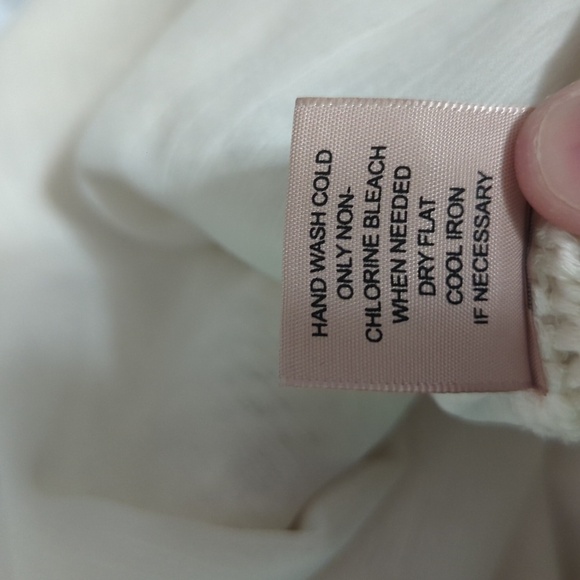 HAND WASH COLD
ONLY NON-
CHLORINE BLEACH
WHEN NEEDED
DRY FLAT
COOL IRON
IF NECESSARY